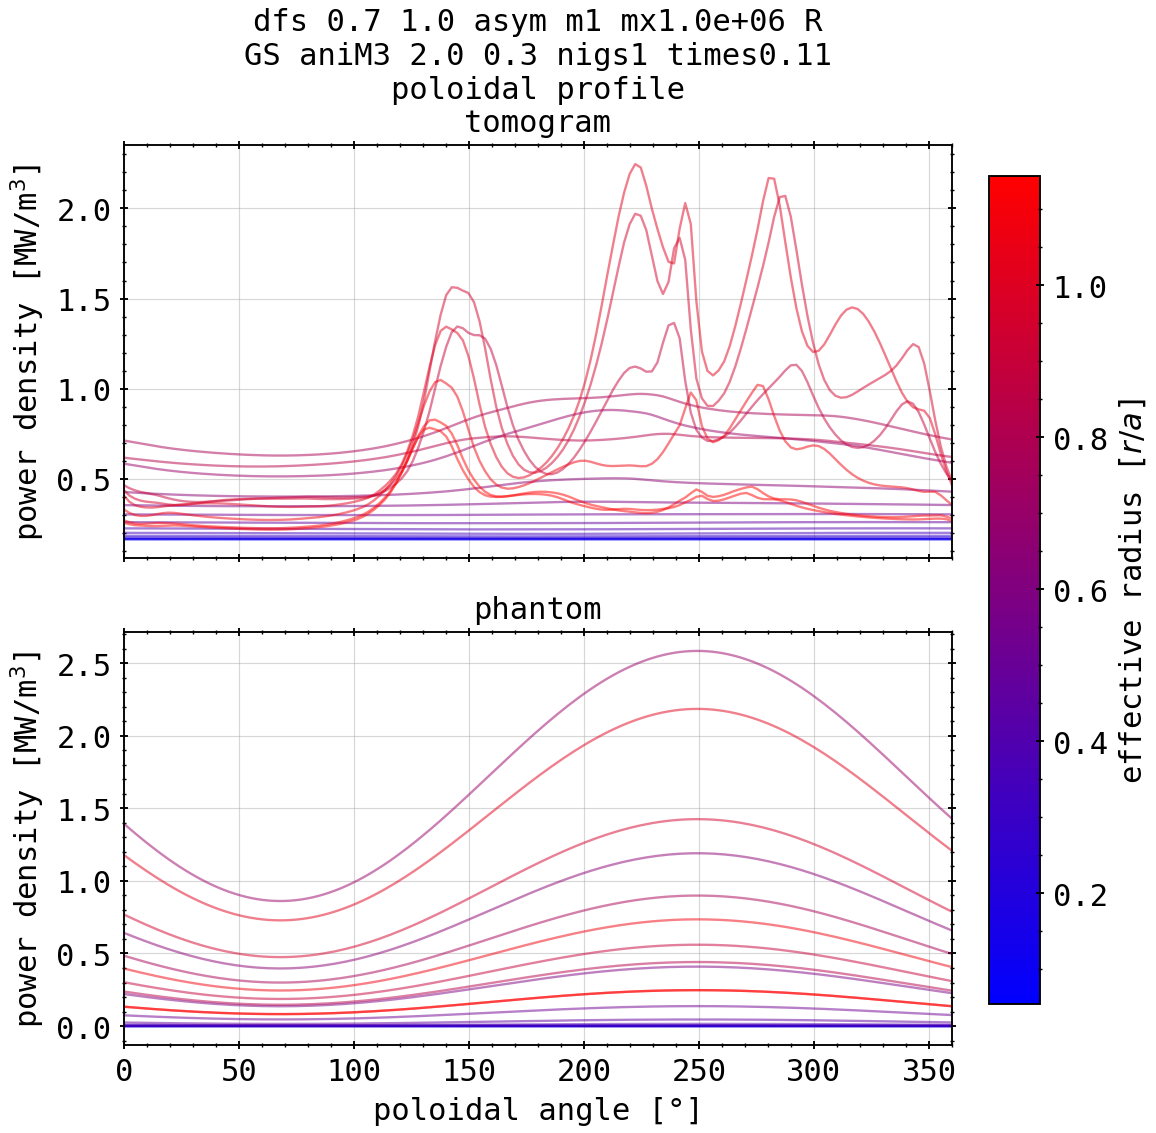 dfs 0.7 1.0 asym m1 mx1.0e+06 R
GS aniM3 2.0 0.3 nigs1 times0.11
poloidal profile
tomogram
power density [MW/m³]
2.0
1.5
1.0
0.5
phantom
power density [MW/m³]
2.5
2.0
1.5
1.0
0.5
0.0
0 50 100 150 200 250 300 350
poloidal angle [°]
1.0
0.8
0.6
0.4
0.2
effective radius [r/a]